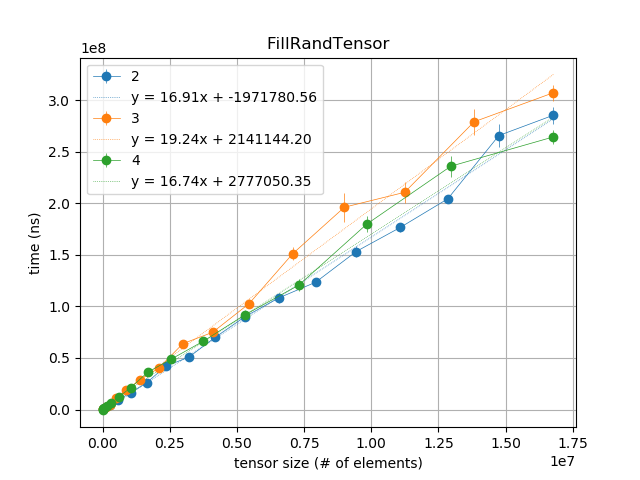 FillRandTensor
1e8
2
y = 16.91x + -1971780.56
3
y = 19.24x + 2141144.20
4
y = 16.74x + 2777050.35
3.0
2.5
2.0
1.5
1.0
0.5
0.0
time (ns)
0.00 0.25 0.50 0.75 1.00 1.25 1.50 1.75
tensor size (# of elements)
1e7